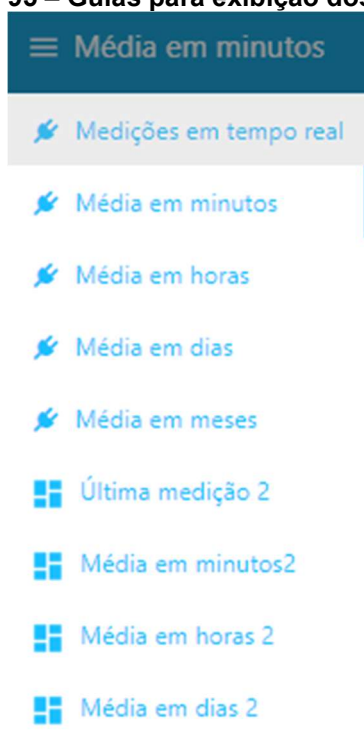 95 – Guias para exibição dos
Média em minutos
Medições em tempo real
Média em minutos
Média em horas
Média em dias
Média em meses
Última medição 2
Média em minutos2
Média em horas 2
Média em dias 2